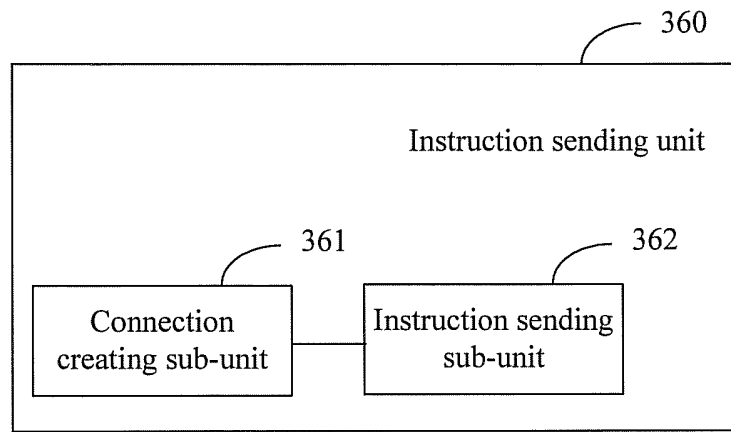 360
Instruction sending unit
361
362
Connection
creating sub-unit
Instruction sending
sub-unit